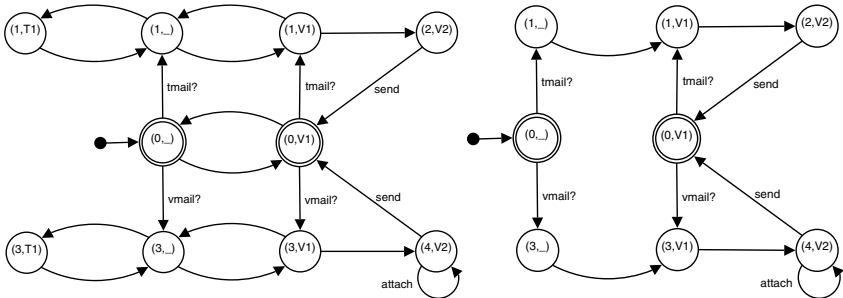 (1,T1) (1,_) (1,V1) (2,V2)
tmail? tmail? send
(0,_) (0,V1)
vmail? vmail? send
(3,T1) (3,_) (3,V1) (4,V2)
attach
(1,_) (1,V1) (2,V2)
tmail? tmail? send
(0,_) (0,V1)
vmail? vmail? send
(3,_) (3,V1) (4,V2)
attach